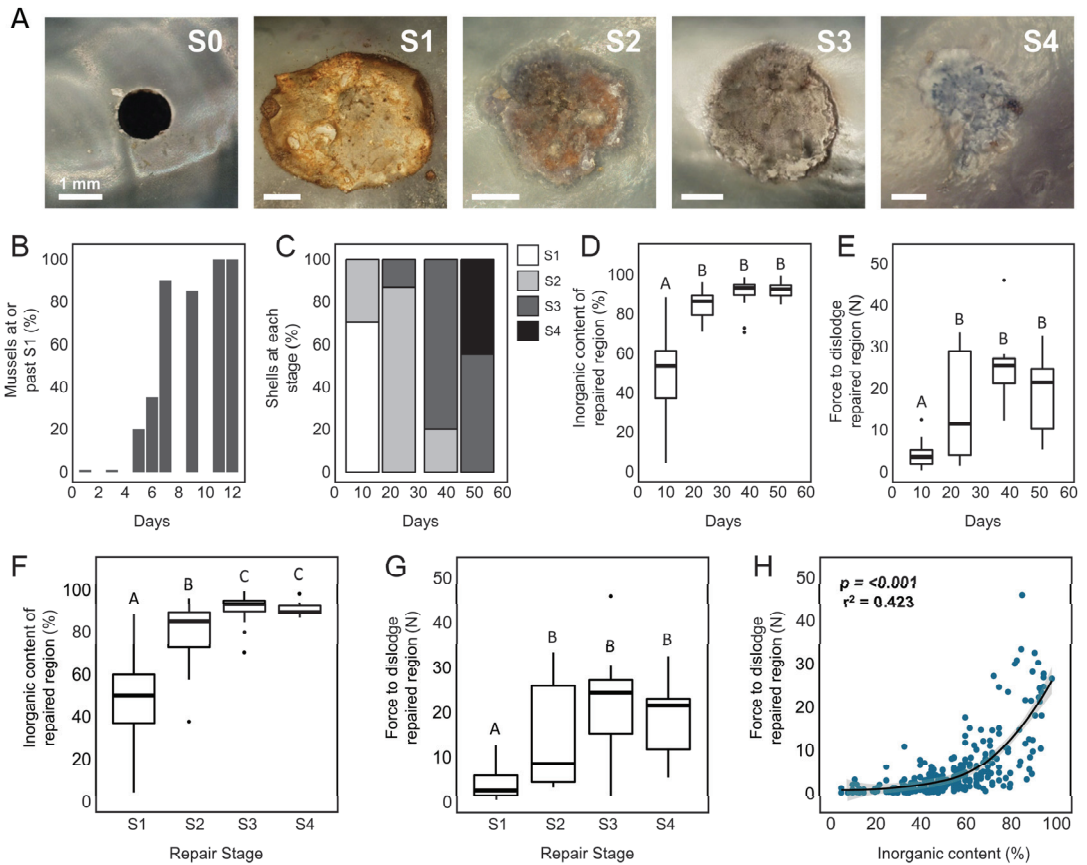 A
S0
S1
S2
S3
S4
1 mm
B
Mussels at or
past S1 (%)
100
80
60
40
20
0
0 2 4 6 8 10 12
Days
C
Shells at each
stage (%)
100
80
60
40
20
0
0 10 20 30 40 50 60
Days
S1
S2
S3
S4
D
Inorganic content of
repaired region (%)
100
80
60
40
20
0
A B B B
0 10 20 30 40 50 60
Days
E
Force to dislodge
repaired region (N)
50
40
30
20
10
0
A B B B
0 10 20 30 40 50 60
Days
F
Inorganic content of
repaired region (%)
100
80
60
40
20
0
A B C C
S1 S2 S3 S4
Repair Stage
G
Force to dislodge
repaired region (N)
50
40
30
20
10
0
A B B B
S1 S2 S3 S4
Repair Stage
H
Force to dislodge
repaired region (N)
50
40
30
20
10
0
p = <0.001
r² = 0.423
0 20 40 60 80 100
Inorganic content (%)